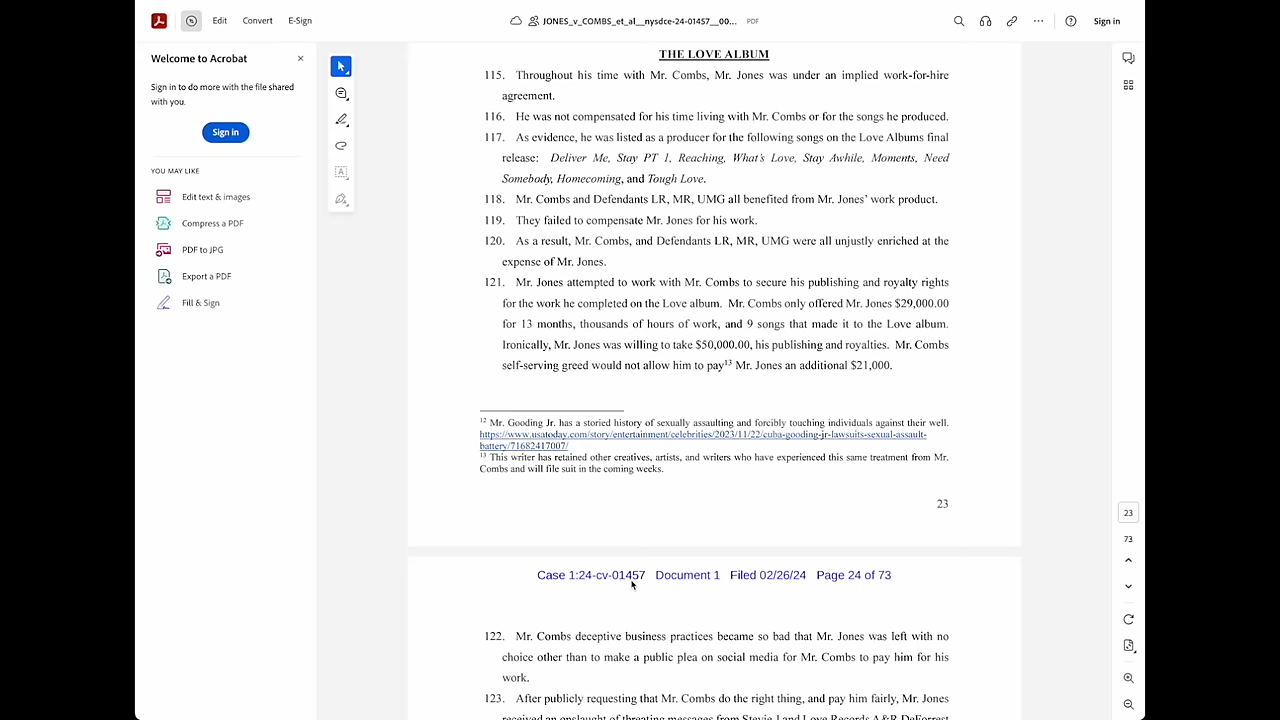 Edit
Convert
E-Sign
JONES_v_COMBS_et_al__nysdce-24-01457__00...
PDF
Sign in
Welcome to Acrobat
Sign in to do more with the file shared
with you.
Sign in
YOU MAY LIKE
Edit text & images
Compress a PDF
PDF to JPG
Export a PDF
Fill & Sign
THE LOVE ALBUM
115. Throughout his time with Mr. Combs, Mr. Jones was under an implied work-for-hire
agreement.
116. He was not compensated for his time living with Mr. Combs or for the songs he produced.
117. As evidence, he was listed as a producer for the following songs on the Love Albums final
release: Deliver Me, Stay PT 1, Reaching, What's Love, Stay Awhile, Moments, Need
Somebody, Homecoming, and Tough Love.
118. Mr. Combs and Defendants LR, MR, UMG all benefited from Mr. Jones' work product.
119. They failed to compensate Mr. Jones for his work.
120. As a result, Mr. Combs, and Defendants LR, MR, UMG were all unjustly enriched at the
expense of Mr. Jones.
121. Mr. Jones attempted to work with Mr. Combs to secure his publishing and royalty rights
for the work he completed on the Love album. Mr. Combs only offered Mr. Jones $29,000.00
for 13 months, thousands of hours of work, and 9 songs that made it to the Love album.
Ironically, Mr. Jones was willing to take $50,000.00, his publishing and royalties. Mr. Combs
self-serving greed would not allow him to pay13 Mr. Jones an additional $21,000.
12 Mr. Gooding Jr. has a storied history of sexually assaulting and forcibly touching individuals against their well.
https://www.usatoday.com/story/entertainment/celebrities/2023/11/22/cuba-gooding-jr-lawsuits-sexual-assault-
battery/71682417007/
13 This writer has retained other creatives, artists, and writers who have experienced this same treatment from Mr.
Combs and will file suit in the coming weeks.
23
Case 1:24-cv-01457 Document 1 Filed 02/26/24 Page 24 of 73
122. Mr. Combs deceptive business practices became so bad that Mr. Jones was left with no
choice other than to make a public plea on social media for Mr. Combs to pay him for his
work.
123. After publicly requesting that Mr. Combs do the right thing, and pay him fairly, Mr. Jones
received an onslaught of threating messages from Stevie J and Love Records A&R DeForrest
23
73